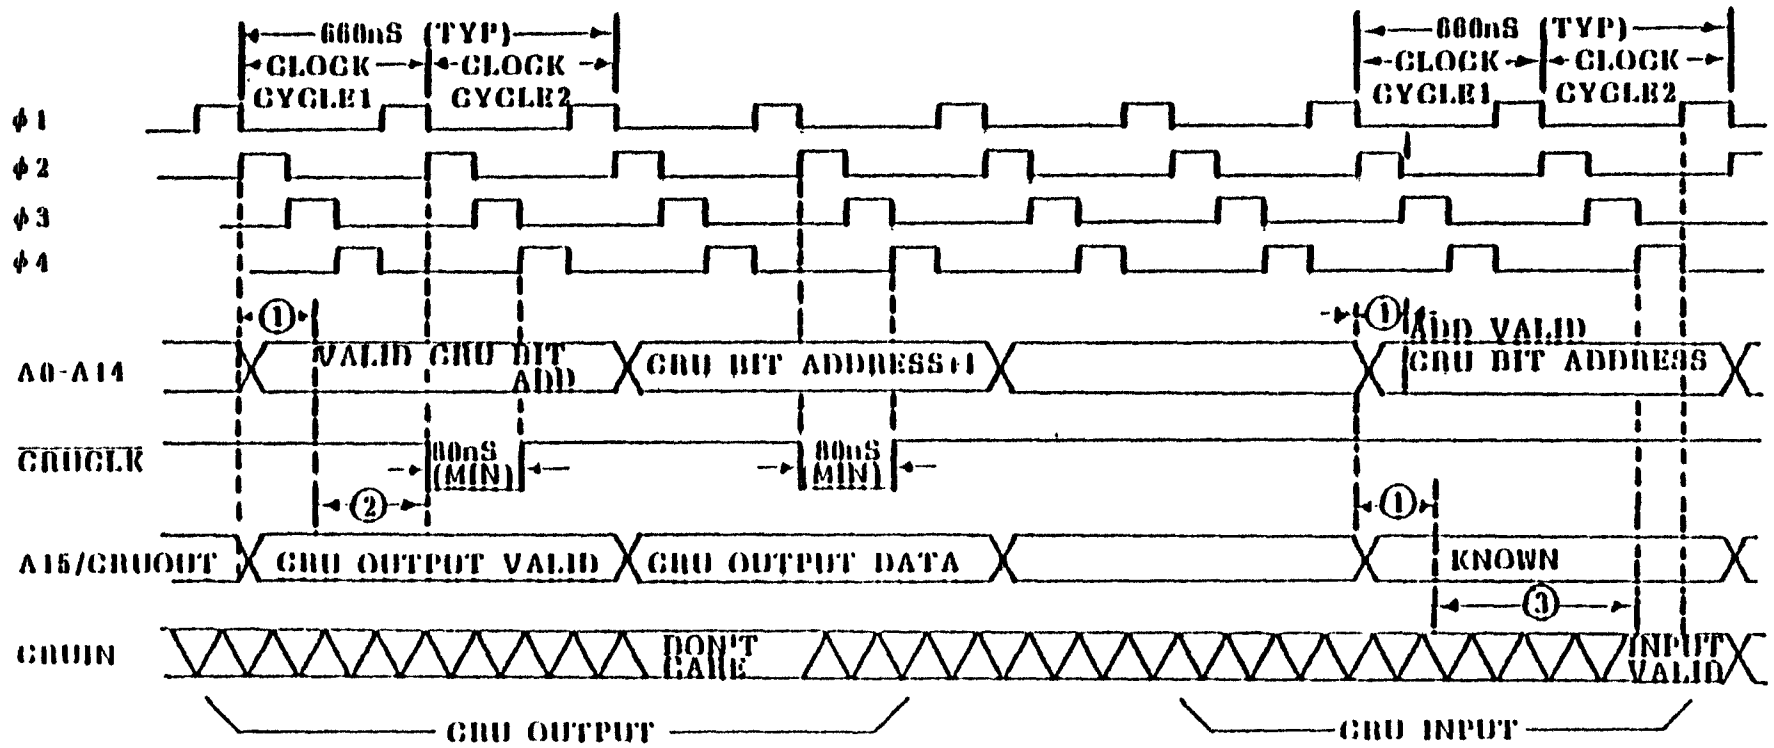 660nS (TYP)
CLOCK CYCLE1
CLOCK CYCLE2
660nS (TYP)
CLOCK CYCLE1
CLOCK CYCLE2
ϕ1
ϕ2
ϕ3
ϕ4
①
①
ADD VALID
A0-A14
VALID CRU BIT ADD
CRU BIT ADDRESS+1
CRU BIT ADDRESS
CRUCLK
80nS (MIN)
80nS (MIN)
②
①
A15/CRUOUT
CRU OUTPUT VALID
CRU OUTPUT DATA
KNOWN
③
CRUIN
DON'T CARE
INPUT VALID
CRU OUTPUT
CRU INPUT